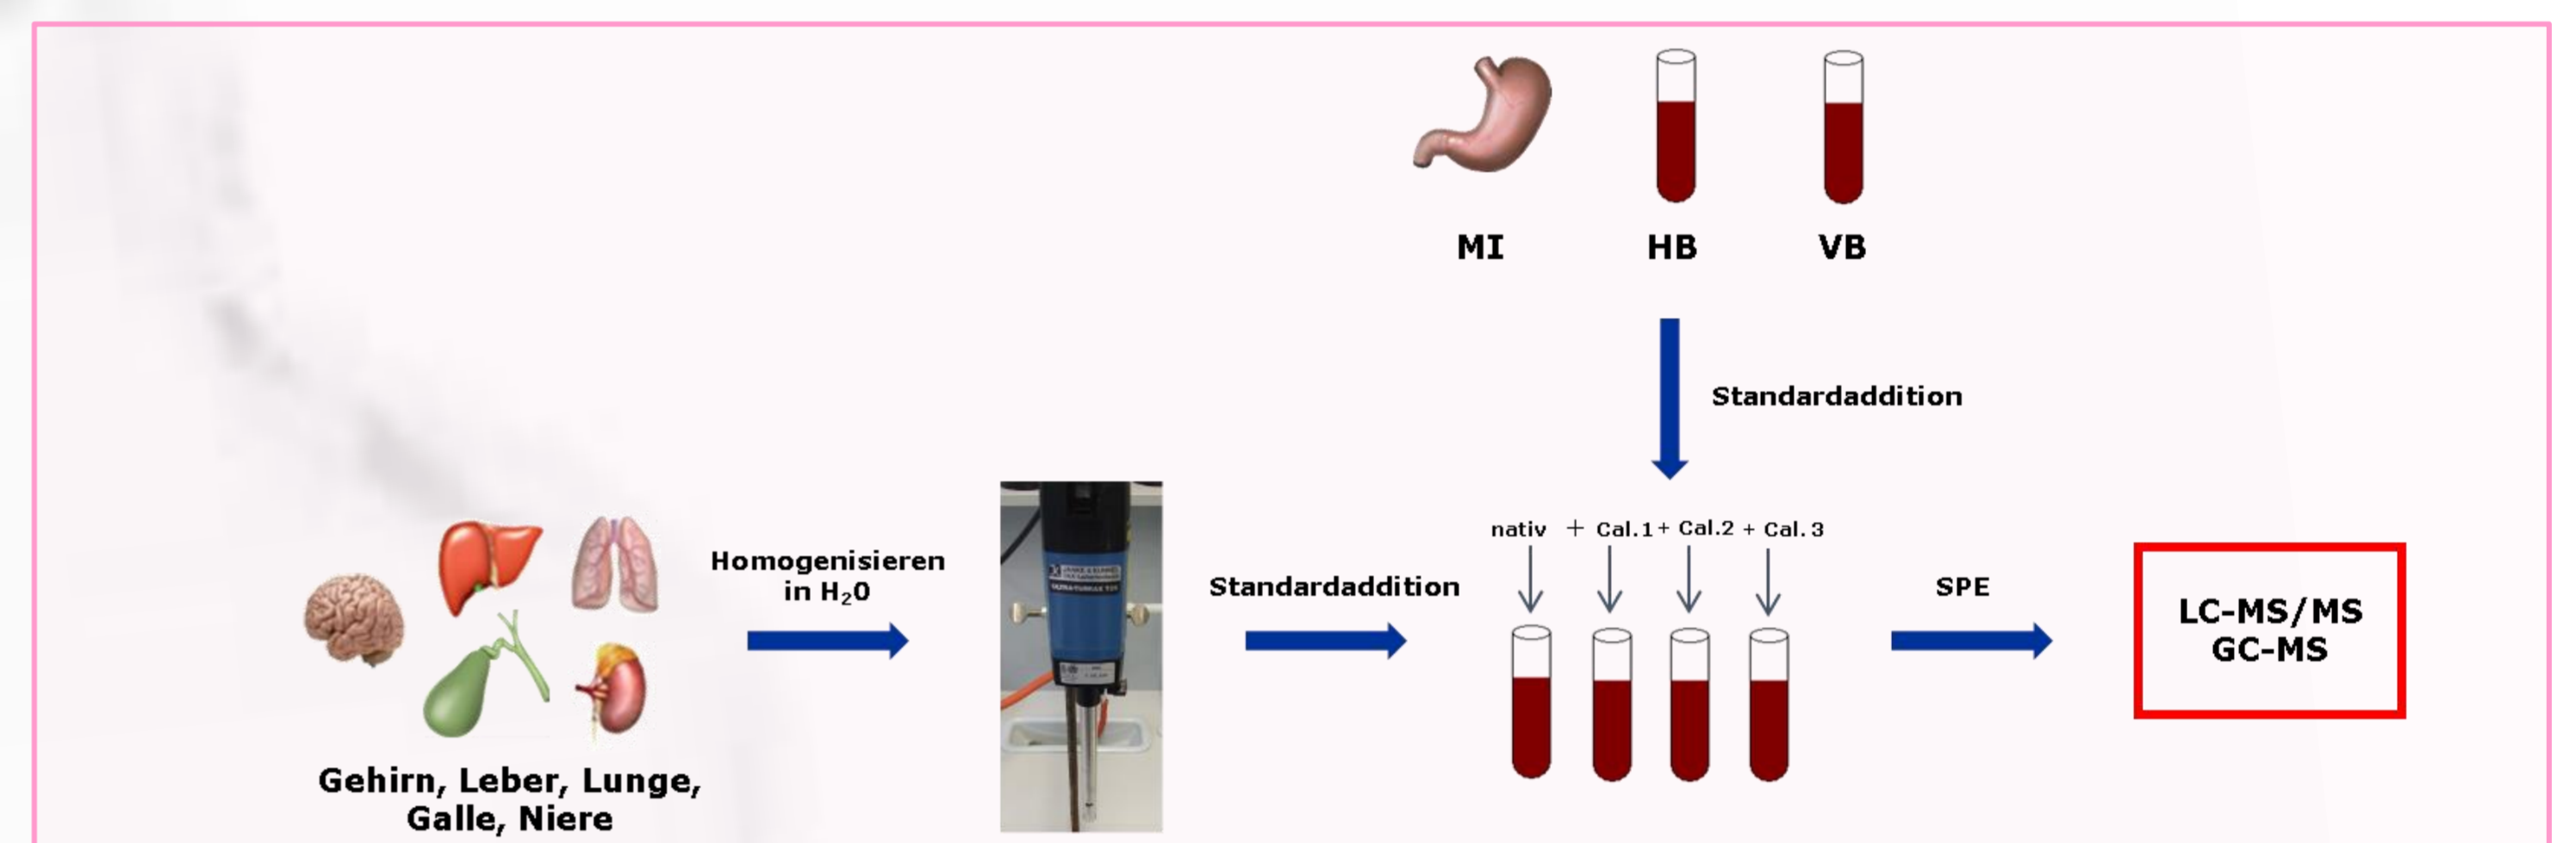 MI
HB
VB
Standardaddition
nativ + Cal.1+ Cal.2 + Cal. 3
Homogenisieren
in H₂0
Standardaddition
SPE
LC-MS/MS
GC-MS
Gehirn, Leber, Lunge,
Galle, Niere